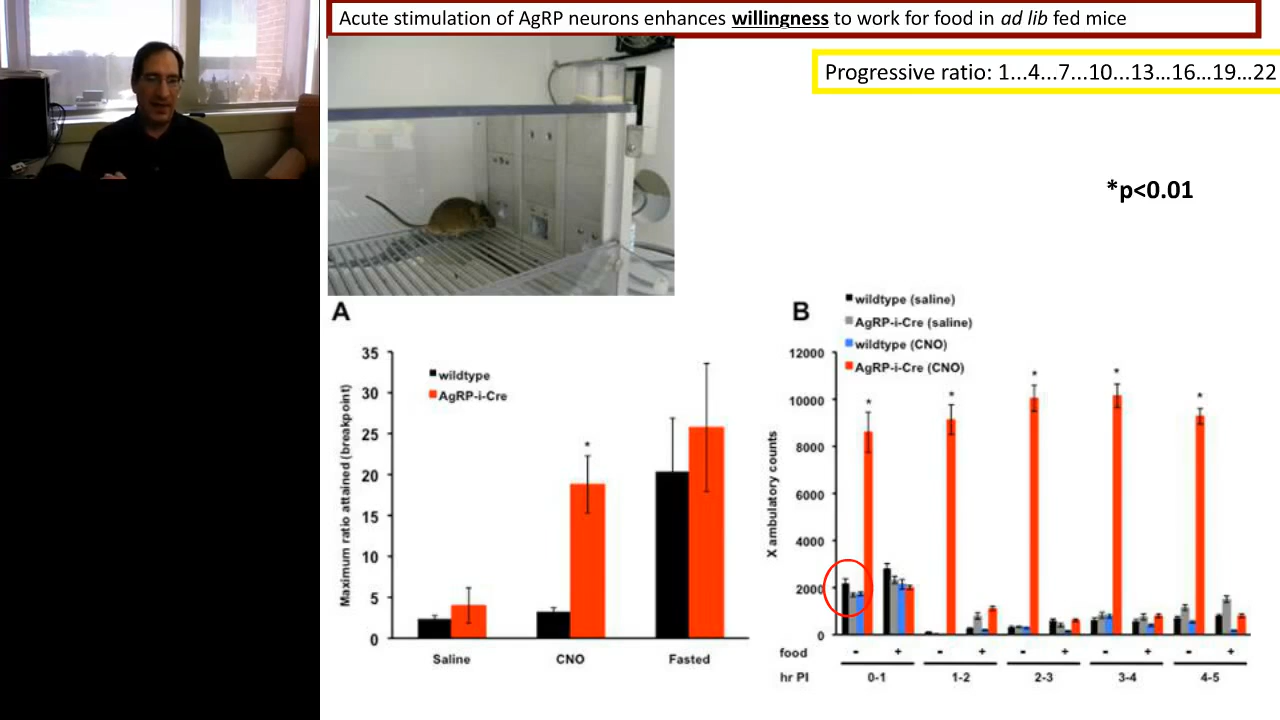 Acute stimulation of AgRP neurons enhances willingness to work for food in ad lib fed mice
Progressive ratio: 1...4...7...10...13...16...19...22
*p<0.01
A
35
30
25
20
15
10
5
0
Maximum ratio attained (breakpoint)
wildtype
AgRP-i-Cre
*
Saline CNO Fasted
B
wildtype (saline)
AgRP-i-Cre (saline)
wildtype (CNO)
AgRP-i-Cre (CNO)
12000
10000
8000
6000
4000
2000
0
X ambulatory counts
* * * * *
food - + - + - + - + - +
hr PI 0-1 1-2 2-3 3-4 4-5